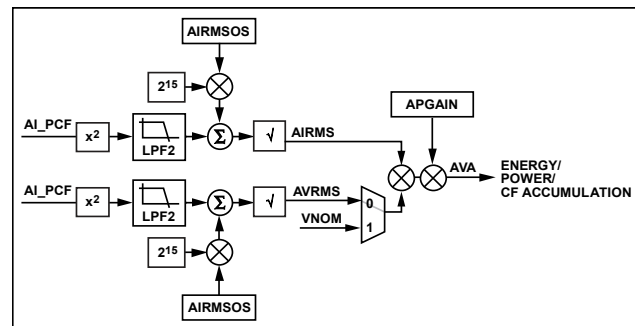 AIRMSOS
2¹⁵
AI_PCF
x²
LPF2
Σ
√
AIRMS
APGAIN
AVA
ENERGY/
POWER/
CF ACCUMULATION
AI_PCF
x²
LPF2
Σ
√
AVRMS
VNOM
0
1
2¹⁵
AIRMSOS